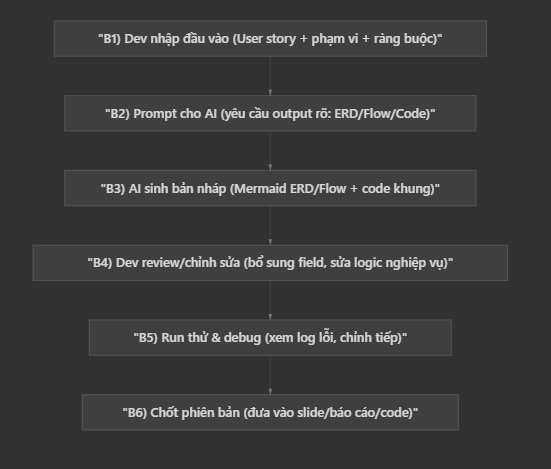 "B1) Dev nhập đầu vào (User story + phạm vi + ràng buộc)"
"B2) Prompt cho AI (yêu cầu output rõ: ERD/Flow/Code)"
"B3) AI sinh bản nháp (Mermaid ERD/Flow + code khung)"
"B4) Dev review/chỉnh sửa (bổ sung field, sửa logic nghiệp vụ)"
"B5) Run thử & debug (xem log lỗi, chỉnh tiếp)"
"B6) Chốt phiên bản (đưa vào slide/báo cáo/code)"